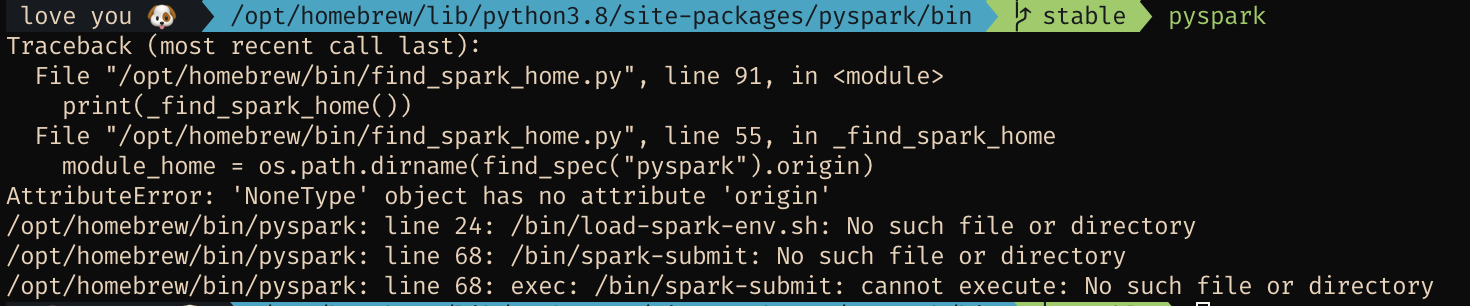 love you 🐶 /opt/homebrew/lib/python3.8/site-packages/pyspark/bin stable pyspark
Traceback (most recent call last):
  File "/opt/homebrew/bin/find_spark_home.py", line 91, in <module>
    print(_find_spark_home())
  File "/opt/homebrew/bin/find_spark_home.py", line 55, in _find_spark_home
    module_home = os.path.dirname(find_spec("pyspark").origin)
AttributeError: 'NoneType' object has no attribute 'origin'
/opt/homebrew/bin/pyspark: line 24: /bin/load-spark-env.sh: No such file or directory
/opt/homebrew/bin/pyspark: line 68: /bin/spark-submit: No such file or directory
/opt/homebrew/bin/pyspark: line 68: exec: /bin/spark-submit: cannot execute: No such file or directory